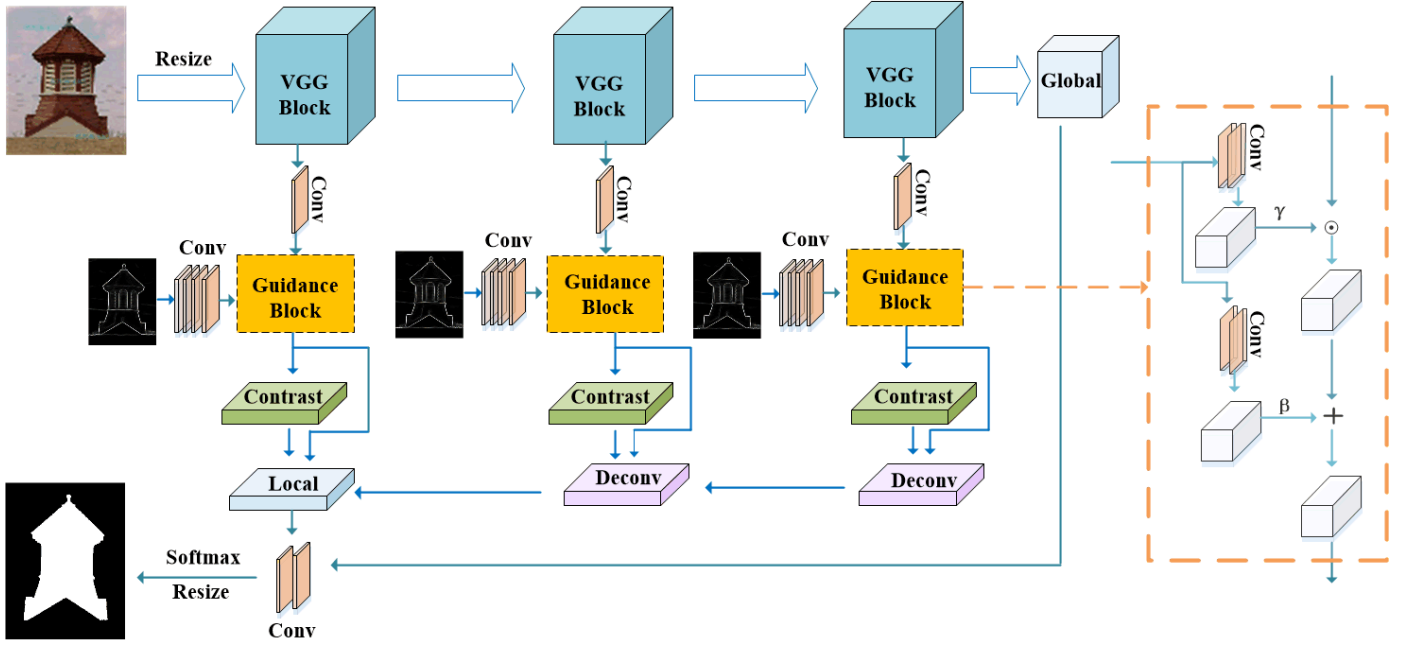 Resize
VGG
Block
VGG
Block
VGG
Block
Global
Conv
Conv
Conv
Conv
γ
Conv
Conv
Conv
Guidance
Block
Guidance
Block
Guidance
Block
Conv
Contrast
Contrast
Contrast
β
+
Local
Deconv
Deconv
Softmax
Resize
Conv